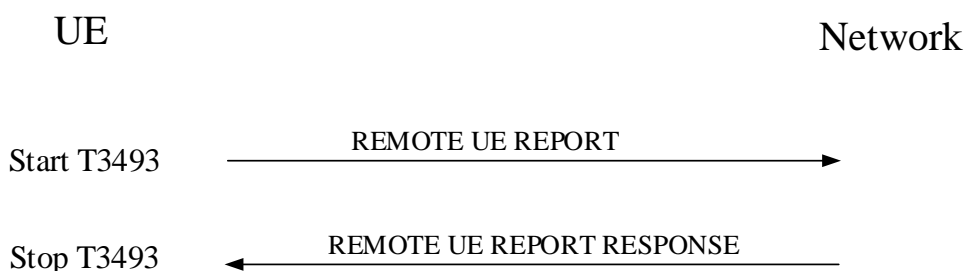 UE
Network
Start T3493
REMOTE UE REPORT
Stop T3493
REMOTE UE REPORT RESPONSE